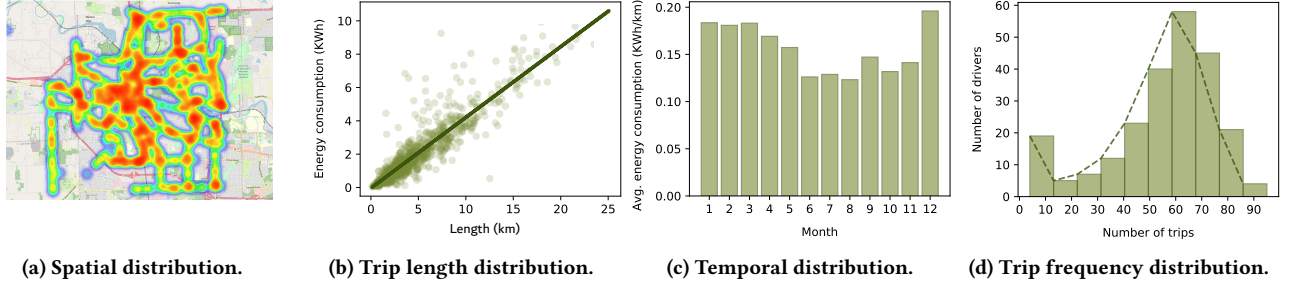 Energy consumption (KWh)
10
8
6
4
2
0
0 5 10 15 20 25
Length (km)
Avg. energy consumption (KWh/km)
0.20
0.15
0.10
0.05
0.00
1 2 3 4 5 6 7 8 9 10 11 12
Month
Number of drivers
60
50
40
30
20
10
0
0 10 20 30 40 50 60 70 80 90
Number of trips
(a) Spatial distribution.
(b) Trip length distribution.
(c) Temporal distribution.
(d) Trip frequency distribution.